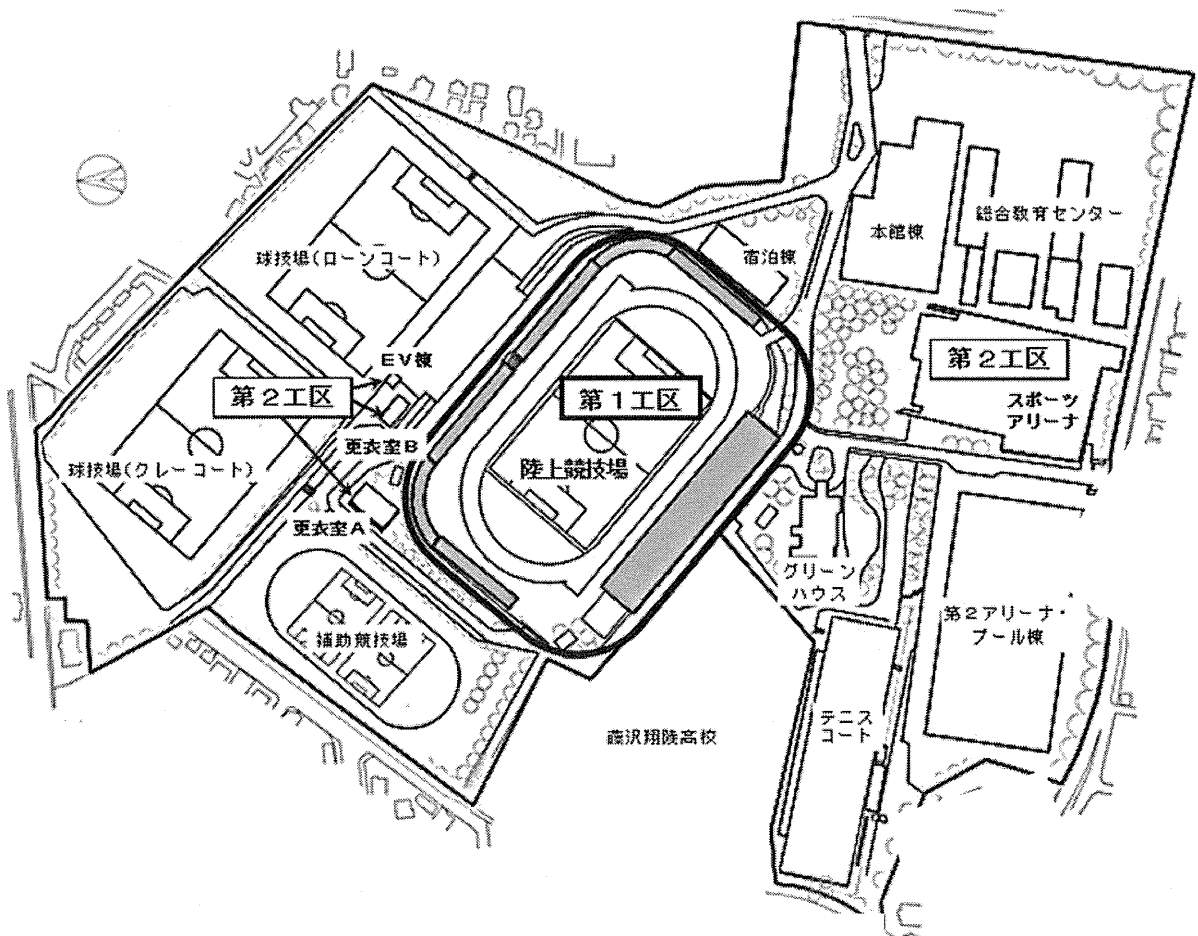 総合教育センター
本館棟
宿泊棟
球技場(ローンコート)
EV棟
第2工区
第1工区
第2工区
スポーツ
アリーナ
更衣室B
球技場(クレーコート)
陸上競技場
更衣室A
グリーン
ハウス
第2アリーナ・
プール棟
補助競技場
テニス
コート
藤沢翔陵高校